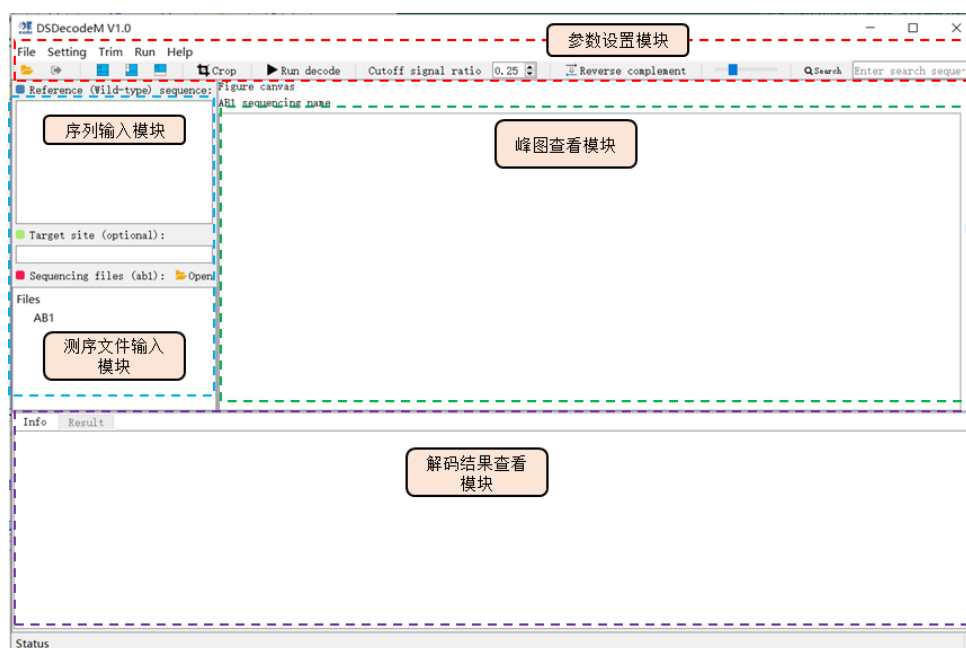 DSDecodeM V1.0
File Setting Trim Run Help
参数设置模块
Crop Run decode Cutoff signal ratio 0.25 Reverse complement Search Enter search seque
Reference (Wild-type) sequence:
Figure canvas
AB1 sequencing name
序列输入模块
峰图查看模块
Target site (optional):
Sequencing files (ab1): Open
Files
AB1
测序文件输入
模块
Info Result
解码结果查看
模块
Status